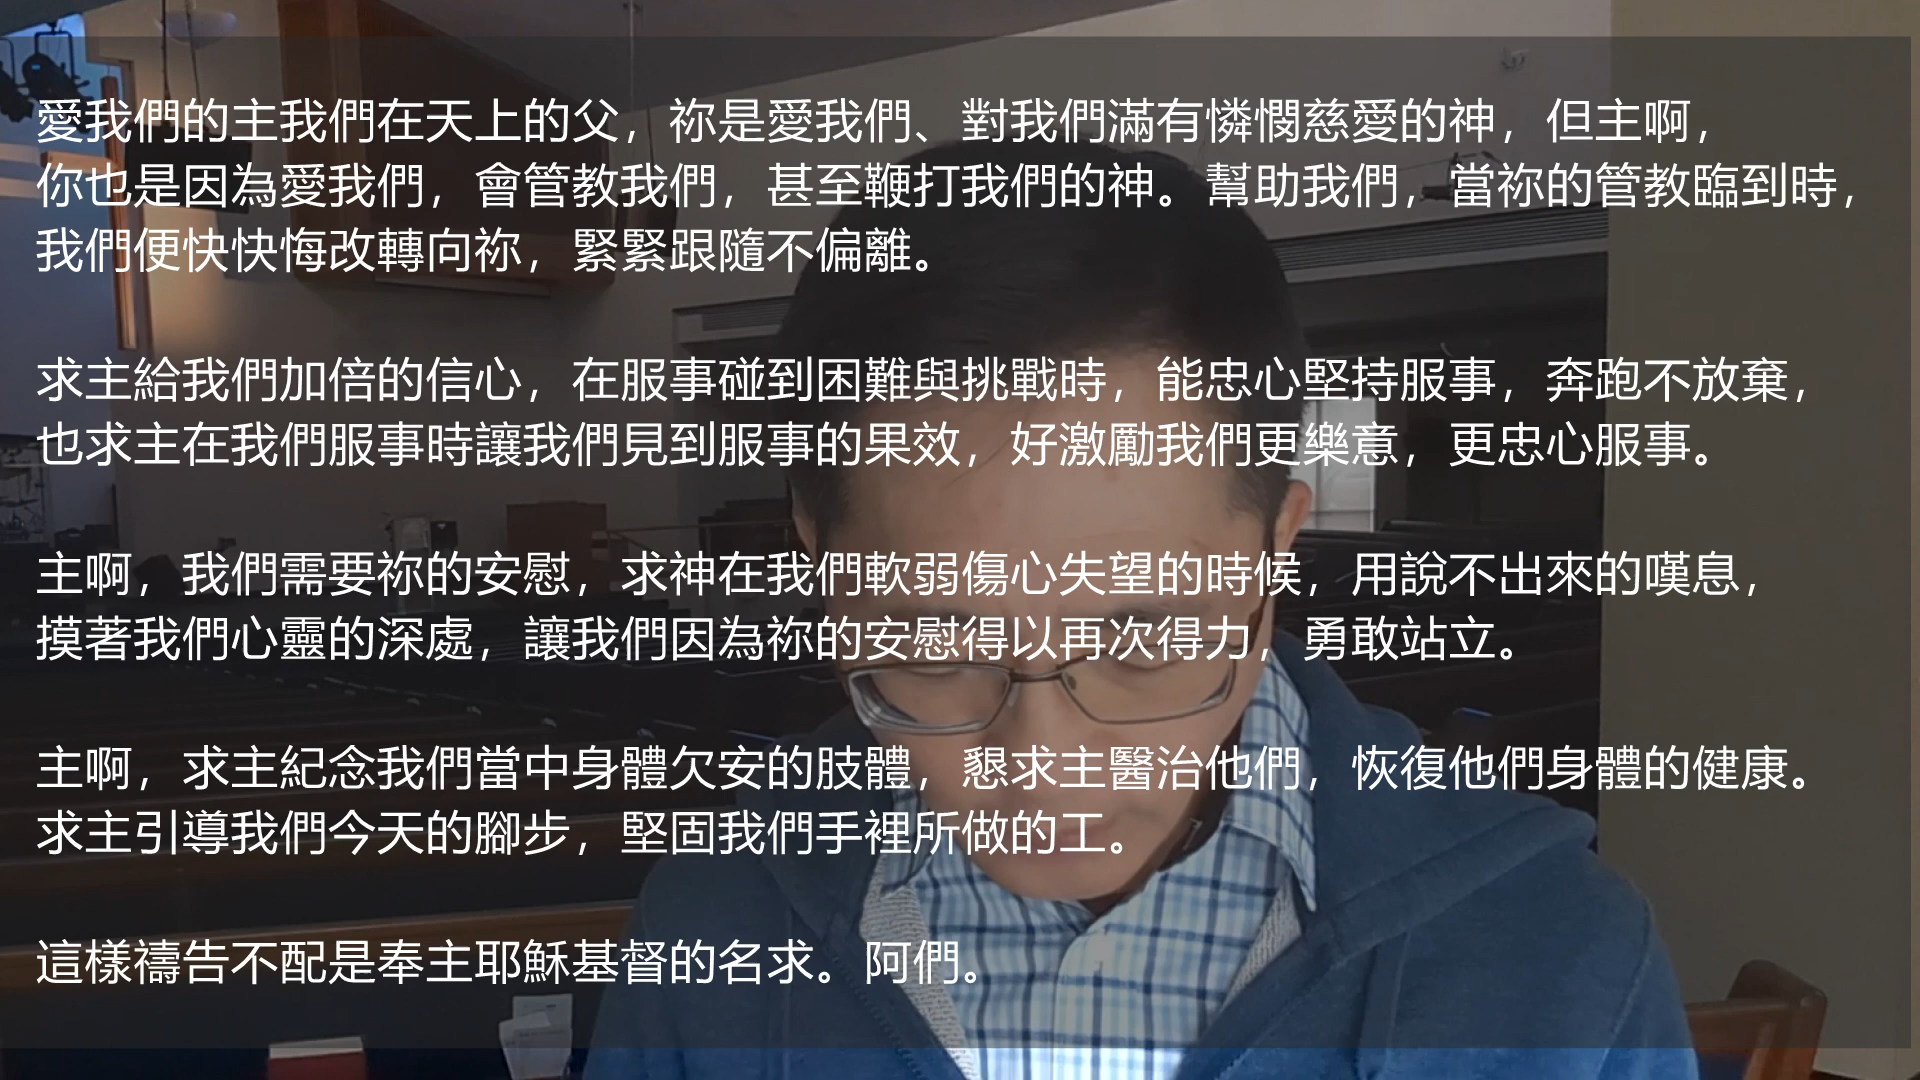 愛我們的主我們在天上的父，祢是愛我們、對我們滿有憐憫慈愛的神，但主啊，
你也是因為愛我們，會管教我們，甚至鞭打我們的神。幫助我們，當祢的管教臨到時，
我們便快快悔改轉向祢，緊緊跟隨不偏離。
求主給我們加倍的信心，在服事碰到困難與挑戰時，能忠心堅持服事，奔跑不放棄，
也求主在我們服事時讓我們見到服事的果效，好激勵我們更樂意，更忠心服事。
主啊，我們需要祢的安慰，求神在我們軟弱傷心失望的時候，用說不出來的嘆息，
摸著我們心靈的深處，讓我們因為祢的安慰得以再次得力，勇敢站立。
主啊，求主紀念我們當中身體欠安的肢體，懇求主醫治他們，恢復他們身體的健康。
求主引導我們今天的腳步，堅固我們手裡所做的工。
這樣禱告不配是奉主耶穌基督的名求。阿們。